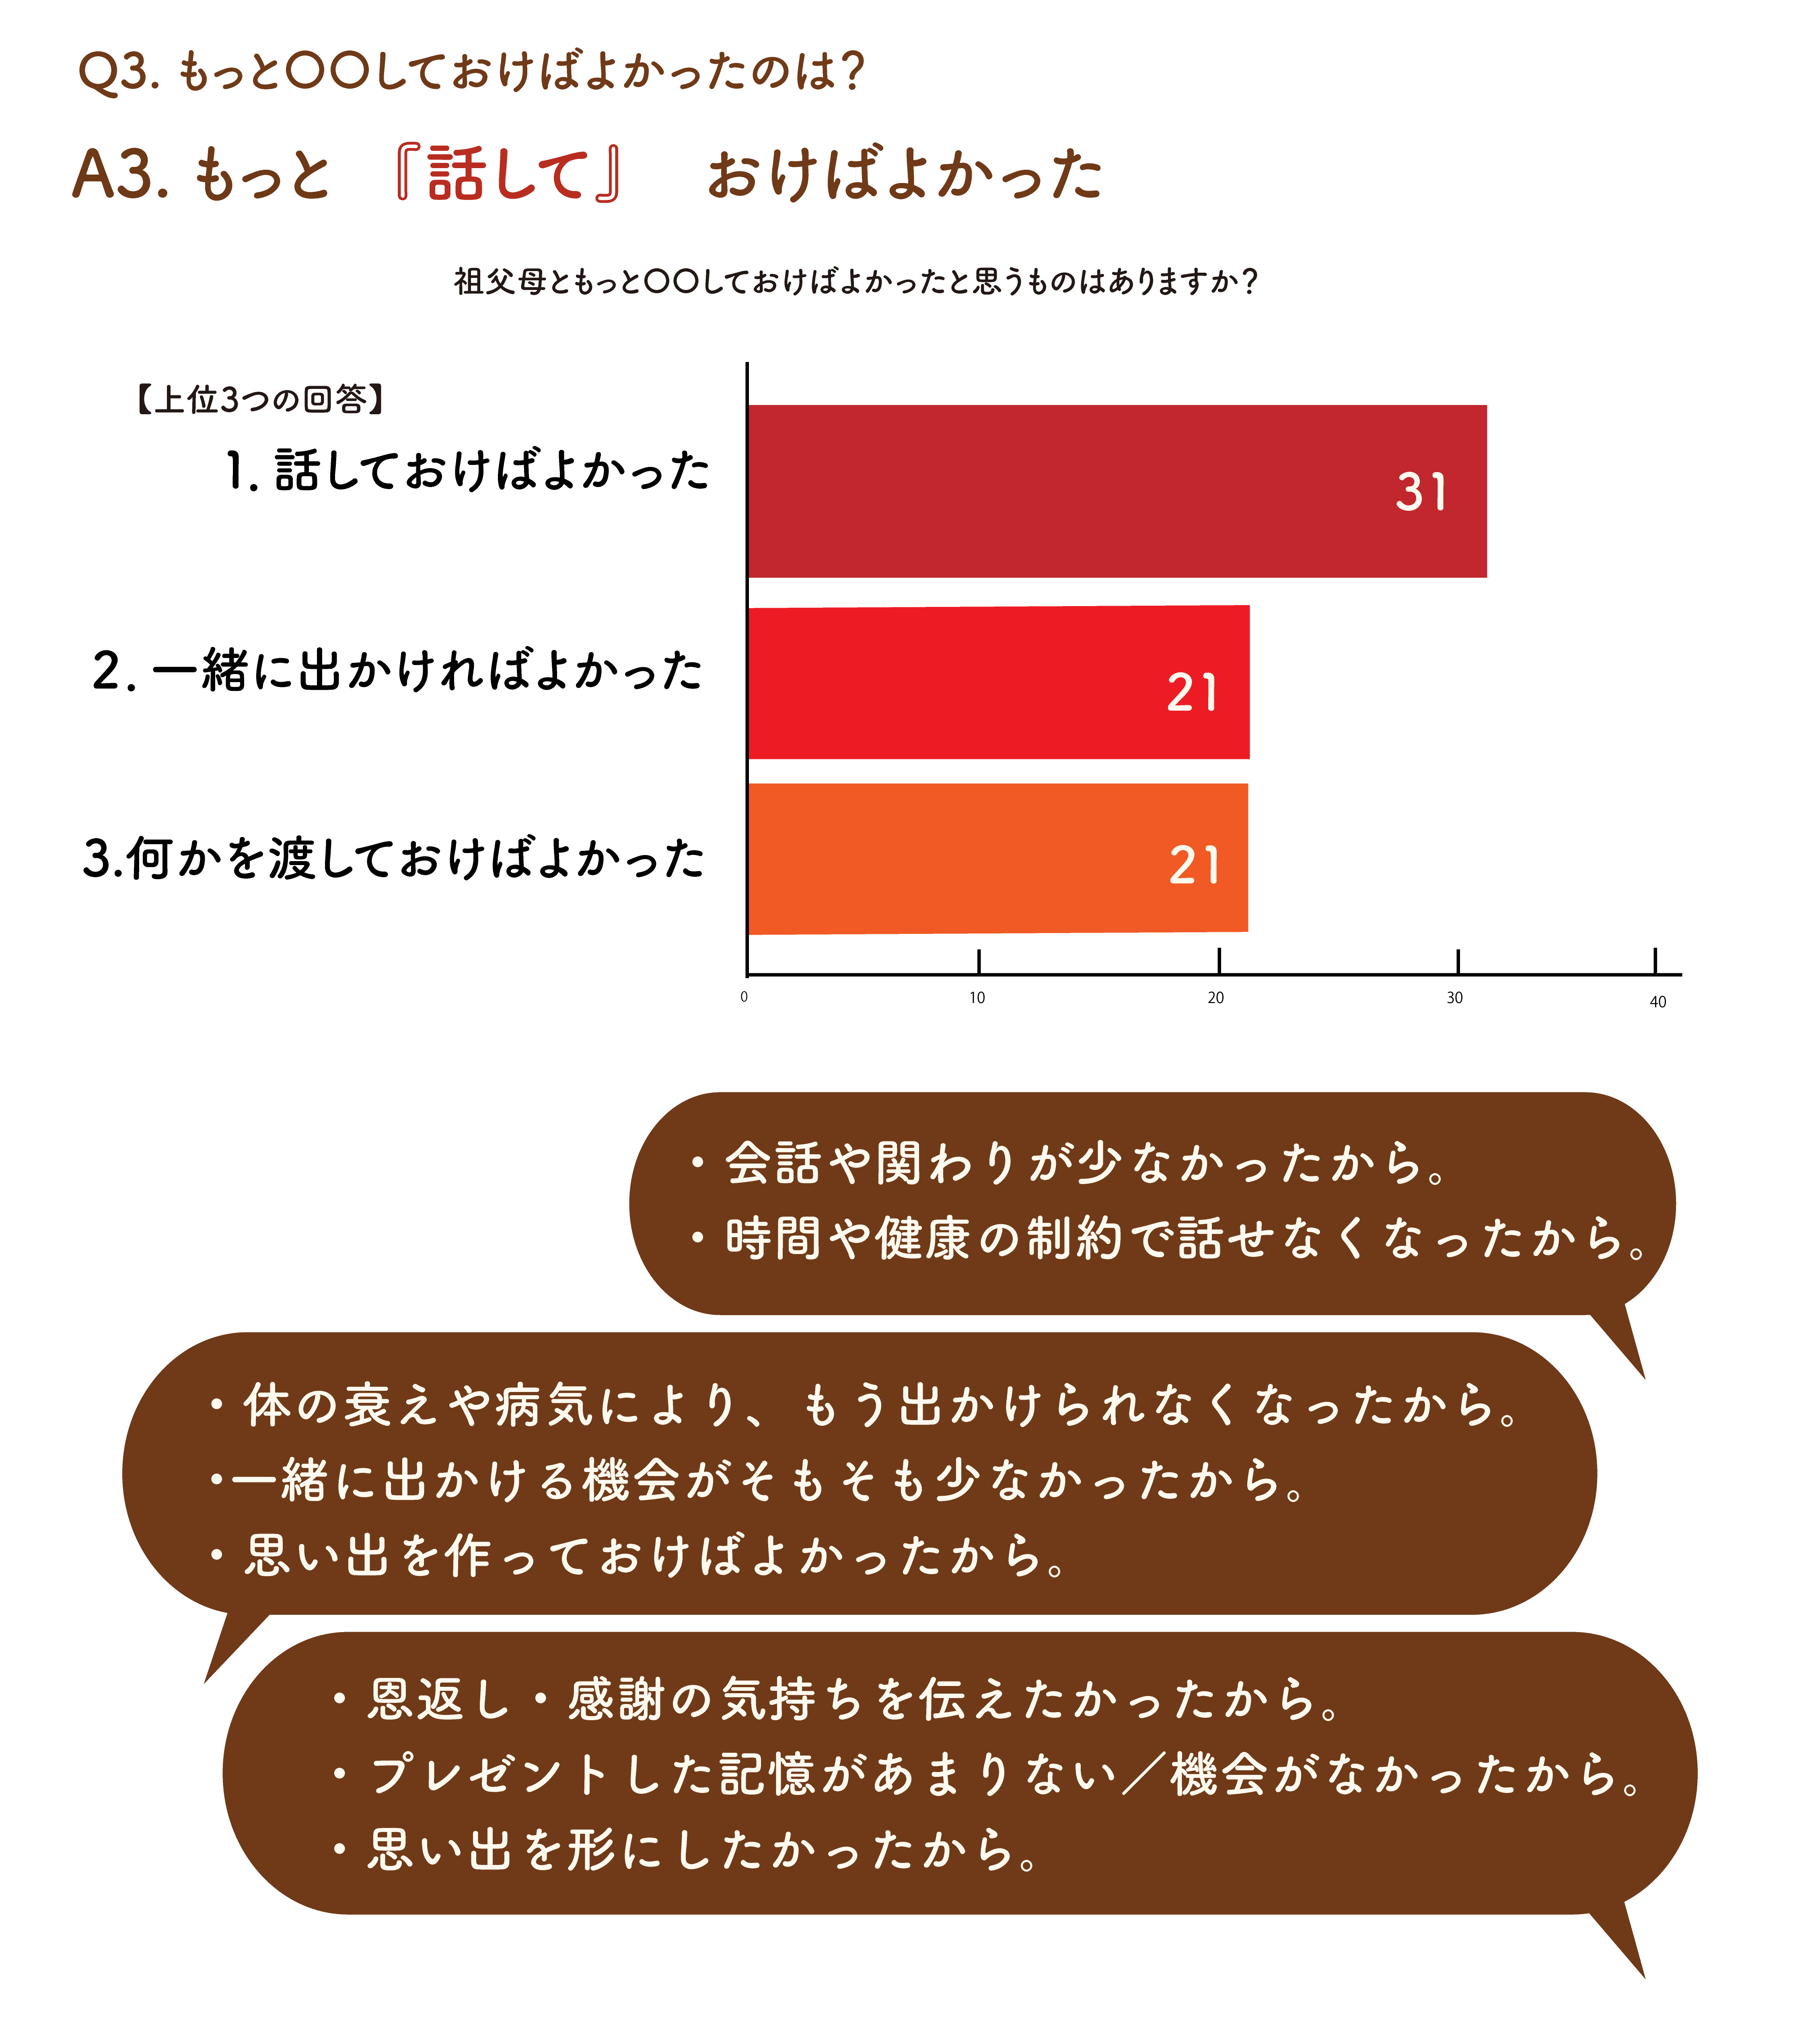 Q3. もっと〇〇しておけばよかったのは?
A3. もっと 『話して』 おけばよかった
祖父母ともっと〇〇しておけばよかったと思うものはありますか?
【上位3つの回答】
1. 話しておけばよかった
31
2. 一緒に出かければよかった
21
3.何かを渡しておけばよかった
21
0 10 20 30 40
・会話や関わりが少なかったから。
・時間や健康の制約で話せなくなったから。
・体の衰えや病気により、もう出かけられなくなったから。
・一緒に出かける機会がそもそも少なかったから。
・思い出を作っておけばよかったから。
・恩返し・感謝の気持ちを伝えたかったから。
・プレゼントした記憶があまりない／機会がなかったから。
・思い出を形にしたかったから。